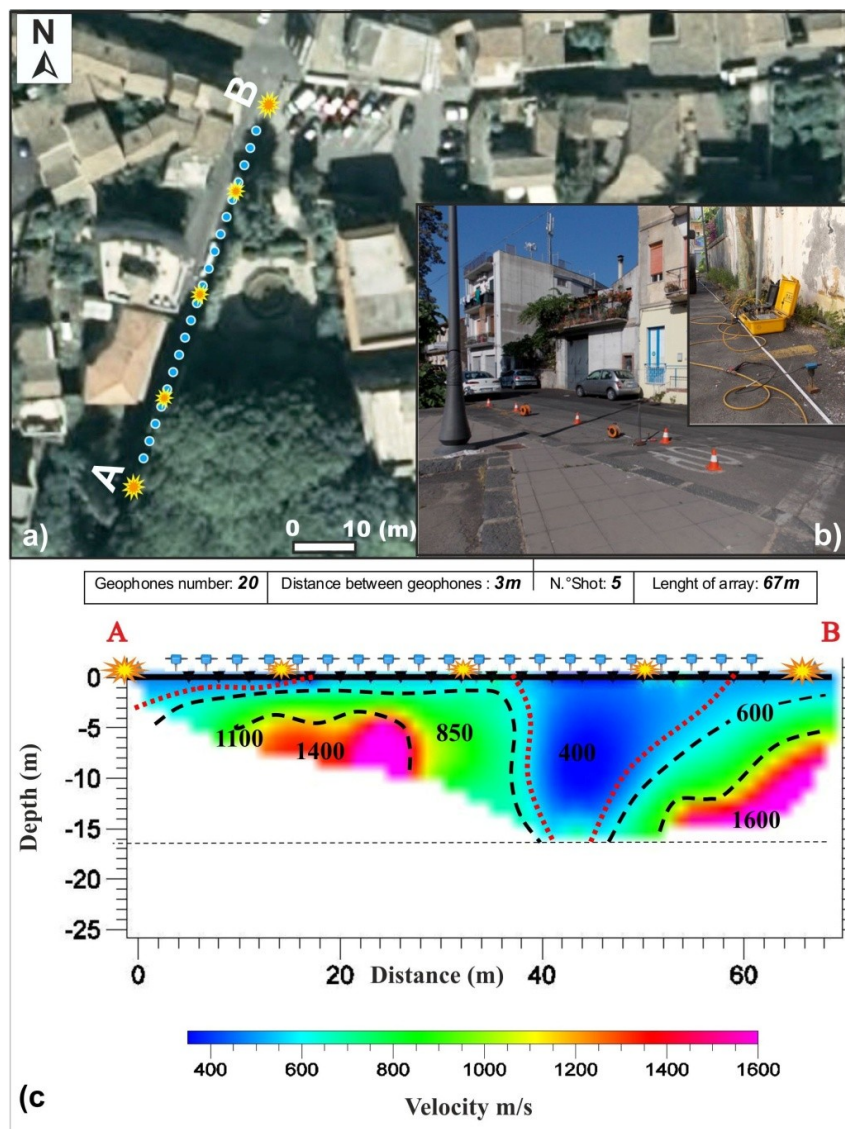 N
B
A
0 10 (m)
a)
b)
Geophones number: 20 Distance between geophones : 3m N.°Shot: 5 Lenght of array: 67m
A B
0
-5
-10
-15
-20
-25
Depth (m)
1100 1400 850 400 600 1600
0 20 40 60
Distance (m)
400 600 800 1000 1200 1400 1600
Velocity m/s
(c